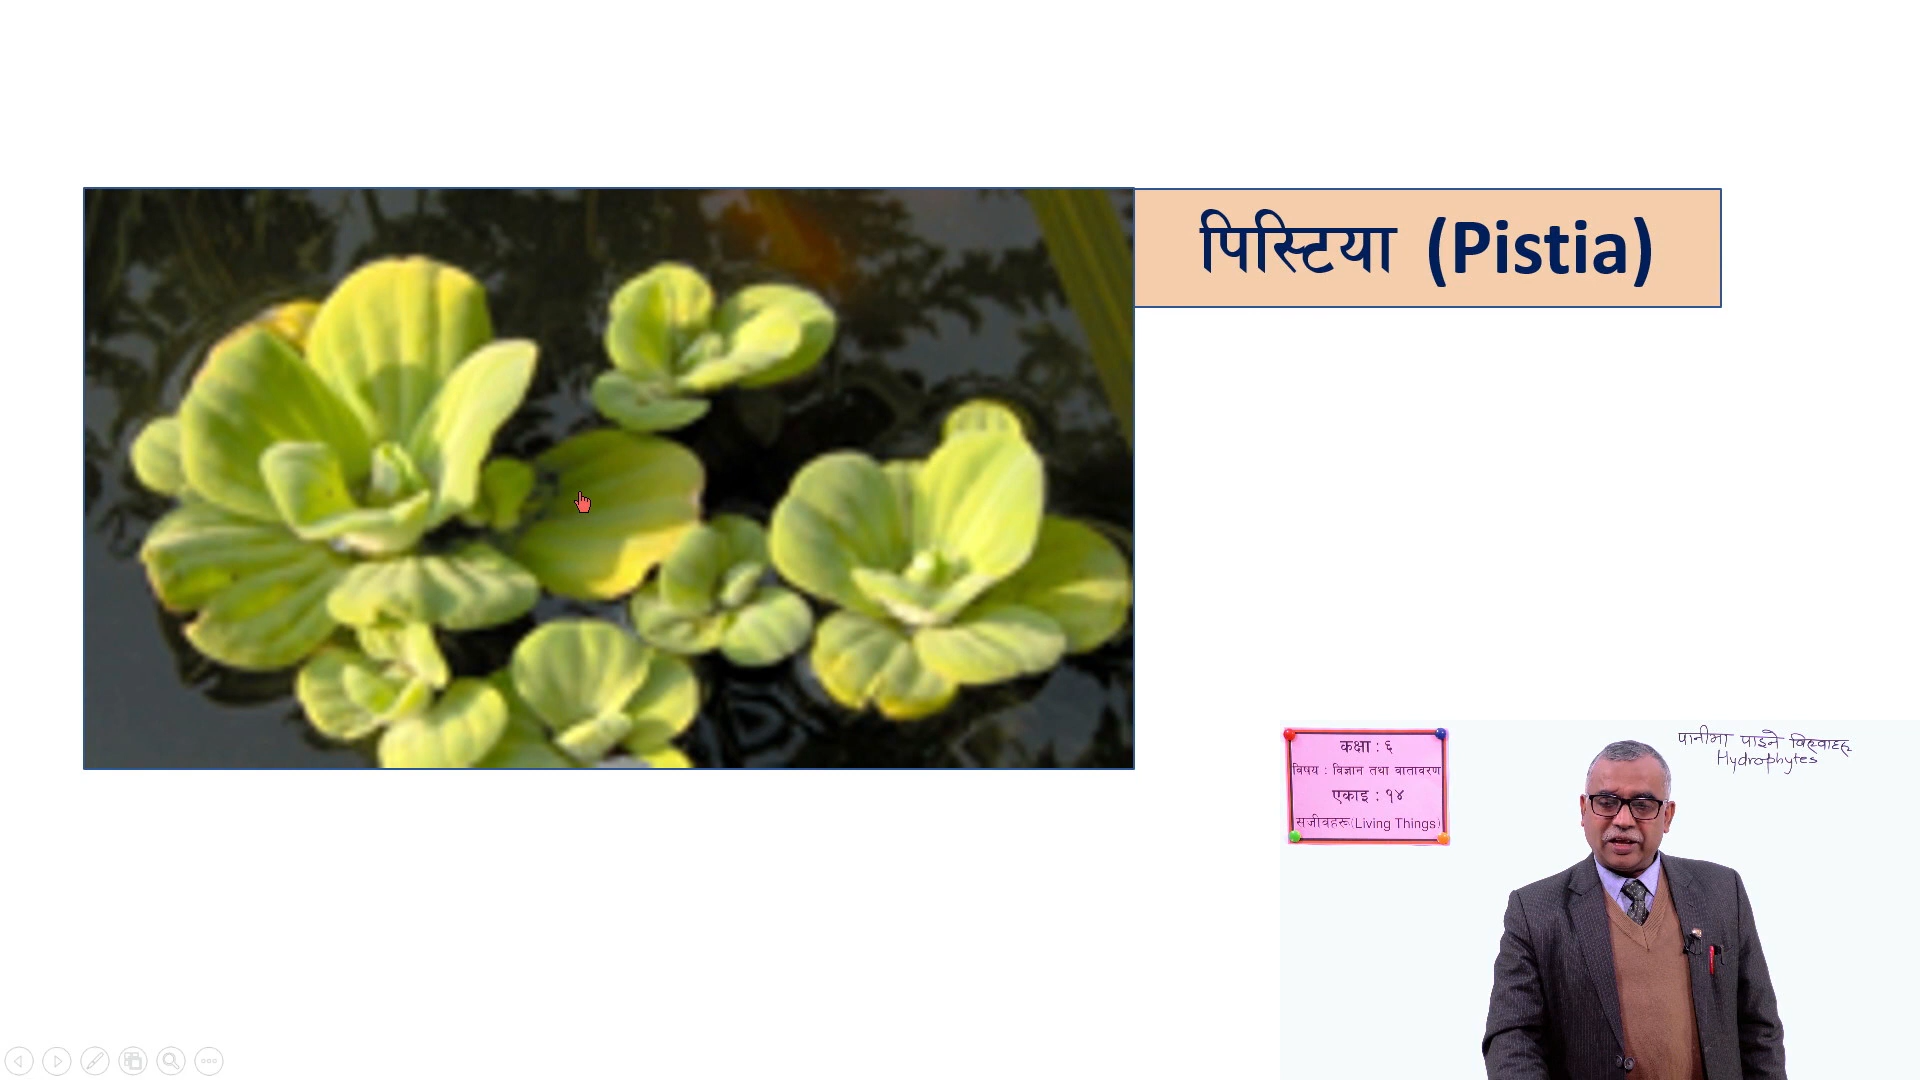 पिस्टिया (Pistia)
कक्षा : ६
विषय : विज्ञान तथा वातावरण
एकाइ : १४
सजीवहरू(Living Things)
पानीमा पाइने विरुवाहरू
Hydrophytes